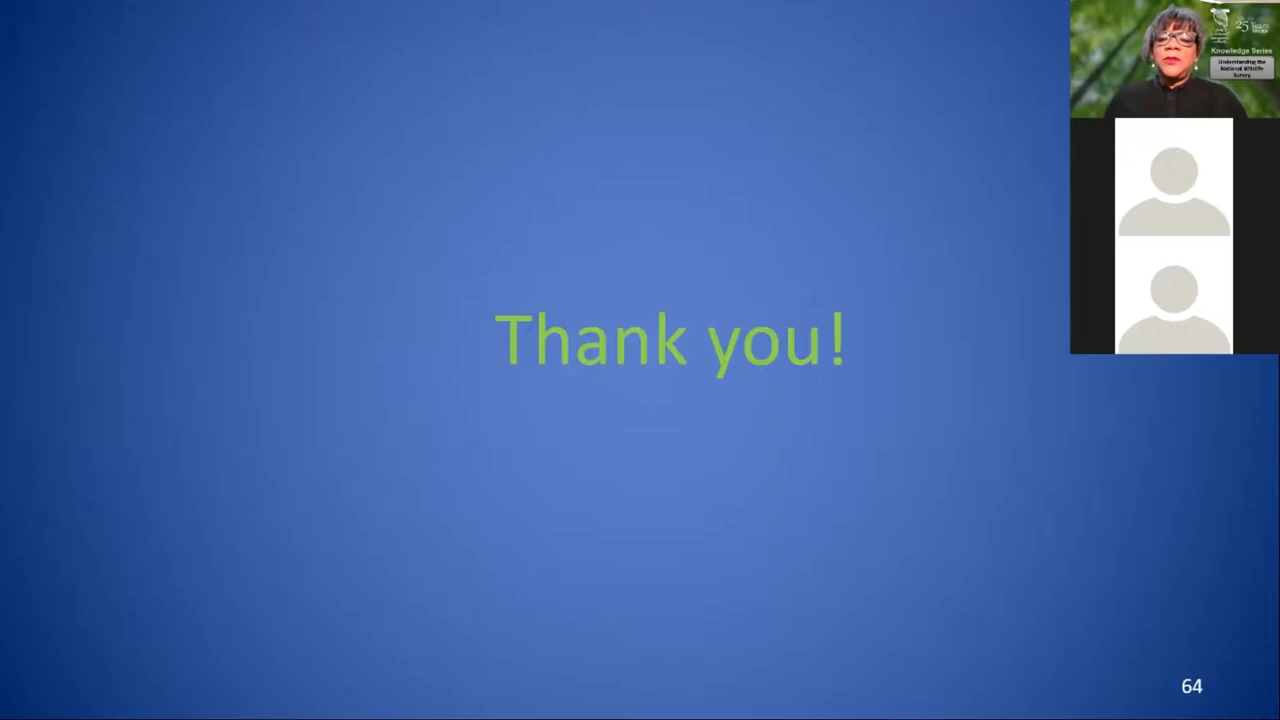 25 Years
Knowledge Series
Understanding the
National Wildlife
Survey
Thank you!
64